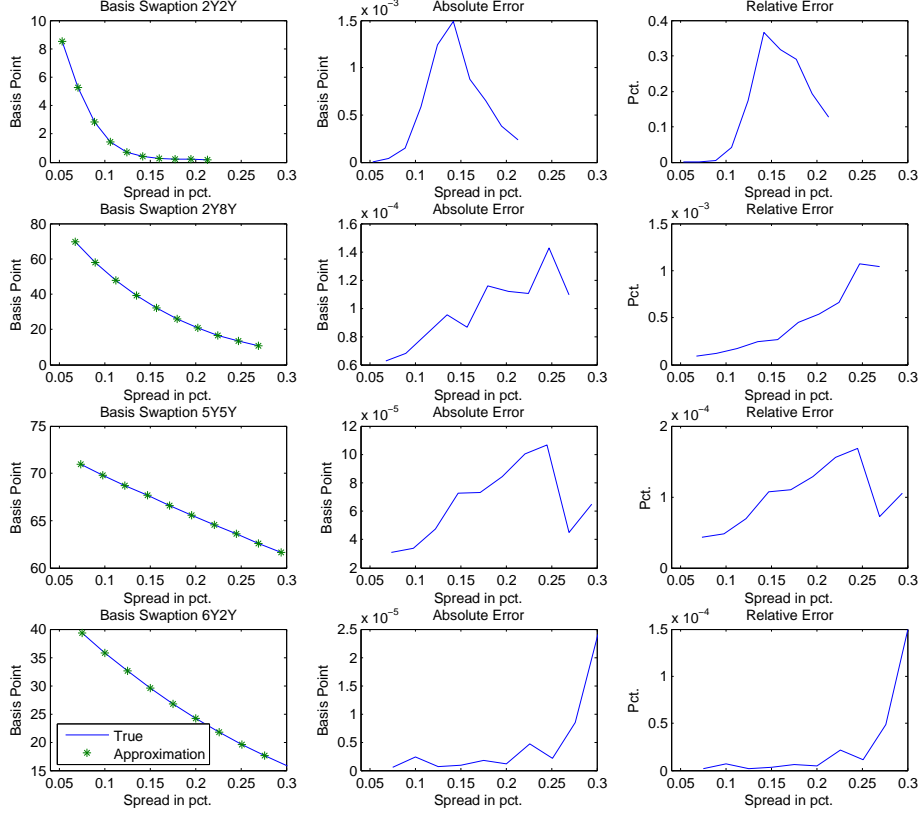 Basis Swaption 2Y2Y
Basis Point
10
8
6
4
2
0
0.05 0.1 0.15 0.2 0.25 0.3
Spread in pct.
x 10⁻³
Absolute Error
Basis Point
1.5
1
0.5
0
0.05 0.1 0.15 0.2 0.25 0.3
Spread in pct.
Relative Error
Pct.
0.4
0.3
0.2
0.1
0
0.05 0.1 0.15 0.2 0.25 0.3
Spread in pct.
Basis Swaption 2Y8Y
Basis Point
80
60
40
20
0
0.05 0.1 0.15 0.2 0.25 0.3
Spread in pct.
x 10⁻⁴
Absolute Error
Basis Point
1.6
1.4
1.2
1
0.8
0.6
0.05 0.1 0.15 0.2 0.25 0.3
Spread in pct.
x 10⁻³
Relative Error
Pct.
1.5
1
0.5
0
0.05 0.1 0.15 0.2 0.25 0.3
Spread in pct.
Basis Swaption 5Y5Y
Basis Point
75
70
65
60
0.05 0.1 0.15 0.2 0.25 0.3
Spread in pct.
x 10⁻⁵
Absolute Error
Basis Point
12
10
8
6
4
2
0.05 0.1 0.15 0.2 0.25 0.3
Spread in pct.
x 10⁻⁴
Relative Error
Pct.
2
1
0
0.05 0.1 0.15 0.2 0.25 0.3
Spread in pct.
Basis Swaption 6Y2Y
Basis Point
40
35
30
25
20
15
True
Approximation
0.05 0.1 0.15 0.2 0.25 0.3
Spread in pct.
x 10⁻⁵
Absolute Error
Basis Point
2.5
2
1.5
1
0.5
0
0.05 0.1 0.15 0.2 0.25 0.3
Spread in pct.
x 10⁻⁴
Relative Error
Pct.
1.5
1
0.5
0
0.05 0.1 0.15 0.2 0.25 0.3
Spread in pct.